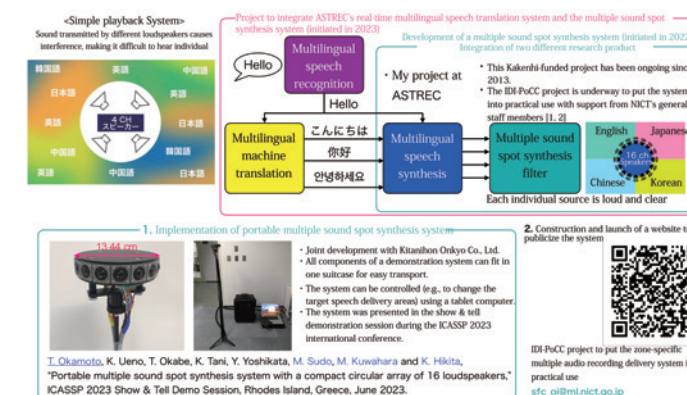 <Simple playback System>
Sound transmitted by different loudspeakers causes
interference, making it difficult to hear individual
韓国語
英語
中国語
日本語
英語
英語
4 CH
スピーカー
日本語
中国語
韓国語
英語
中国語
日本語
Project to integrate ASTREC's real-time multilingual speech translation system and the multiple sound spot
synthesis system (initiated in 2023)
Development of a multiple sound spot synthesis system (initiated in 2022
Integration of two different research product
Hello
Multilingual
speech
recognition
Hello
• My project at
ASTREC
• This Kakenhi-funded project has been ongoing sinc
2013.
• The IDI-PoCC project is underway to put the system
into practical use with support from NICT's general
staff members [1, 2]
Multilingual
machine
translation
こんにちは
你好
안녕하세요
Multilingual
speech
synthesis
Multiple sound
spot synthesis
filter
English
Japanese
16 ch
Speakers
Chinese
Korean
Each individual source is loud and clear
1. Implementation of portable multiple sound spot synthesis system
13.44 cm
• Joint development with Kitanihon Onkyo Co., Ltd.
• All components of a demonstration system can fit in
one suitcase for easy transport.
• The system can be controlled (e.g., to change the
target speech delivery areas) using a tablet computer.
• The system was presented in the show & tell
demonstration session during the ICASSP 2023
international conference.
T. Okamoto, K. Ueno, T. Okabe, K. Tani, Y. Yoshikata, M. Sudo, M. Kuwahara and K. Hikita,
"Portable multiple sound spot synthesis system with a compact circular array of 16 loudspeakers,"
ICASSP 2023 Show & Tell Demo Session, Rhodes Island, Greece, June 2023.
2. Construction and launch of a website t
publicize the system
IDI-PoCC project to put the zone-specific
multiple audio recording delivery system i
practical use
sfc_oi@ml.nict.go.jp